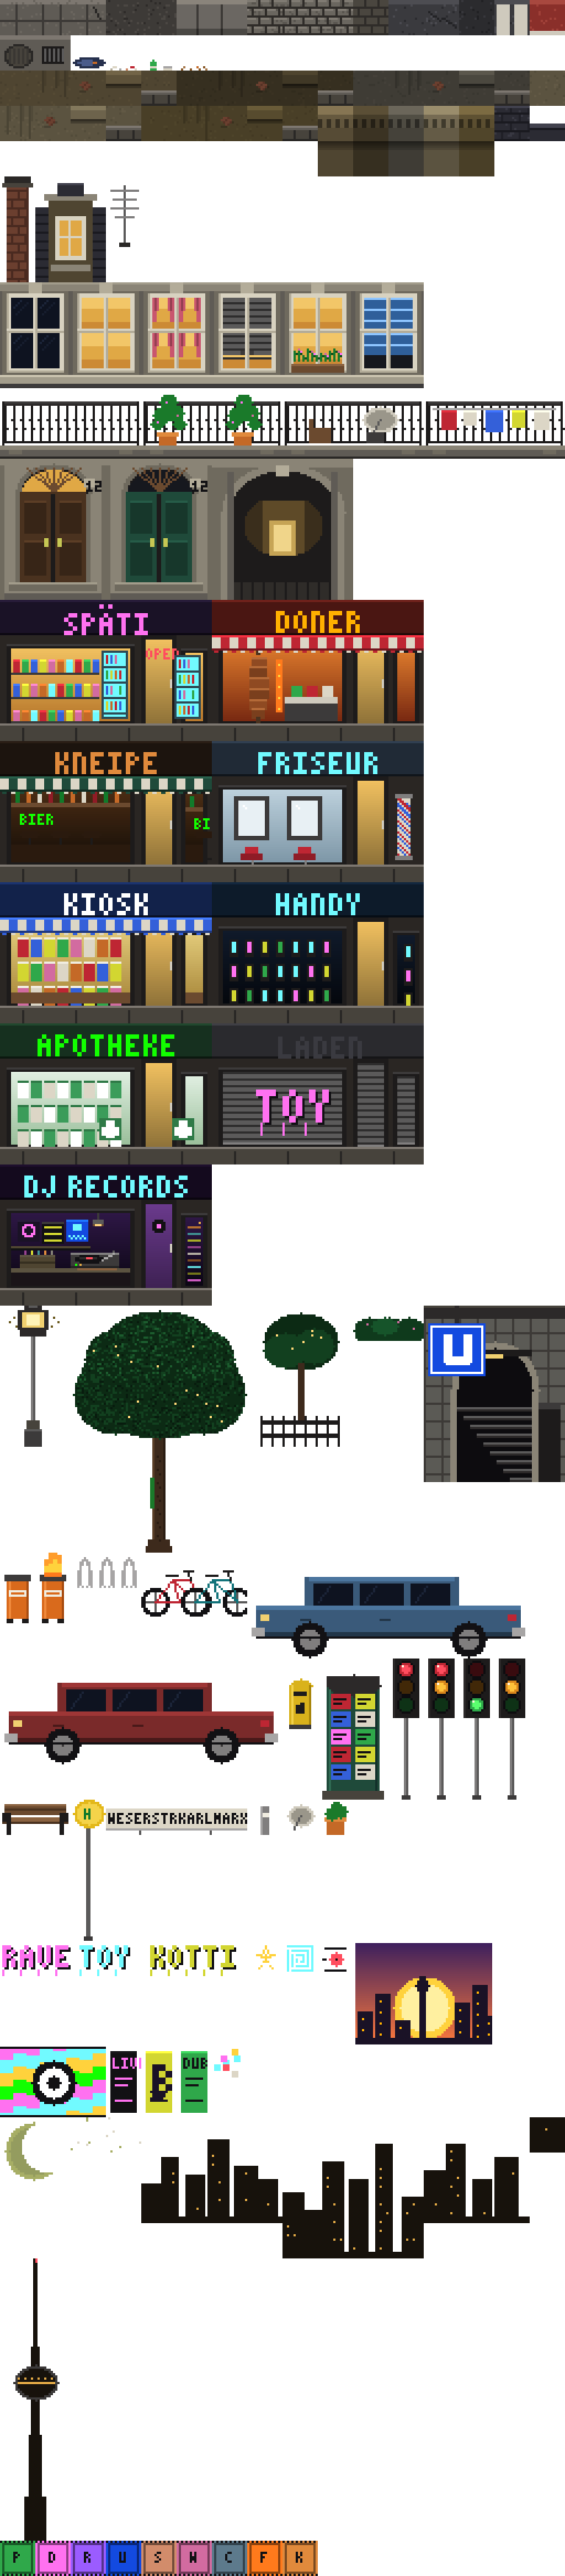 12 12
SPÄTI
OPEN
DONER
KNEIPE
BIER
BI
FRISEUR
KIOSK
HANDY
APOTHEKE
LADEN
TOY
DJ RECORDS
U
H
WESERSTRKARLMARX
RAVE TOY KOTTI
LIV
DUB
P D R U S W C F K